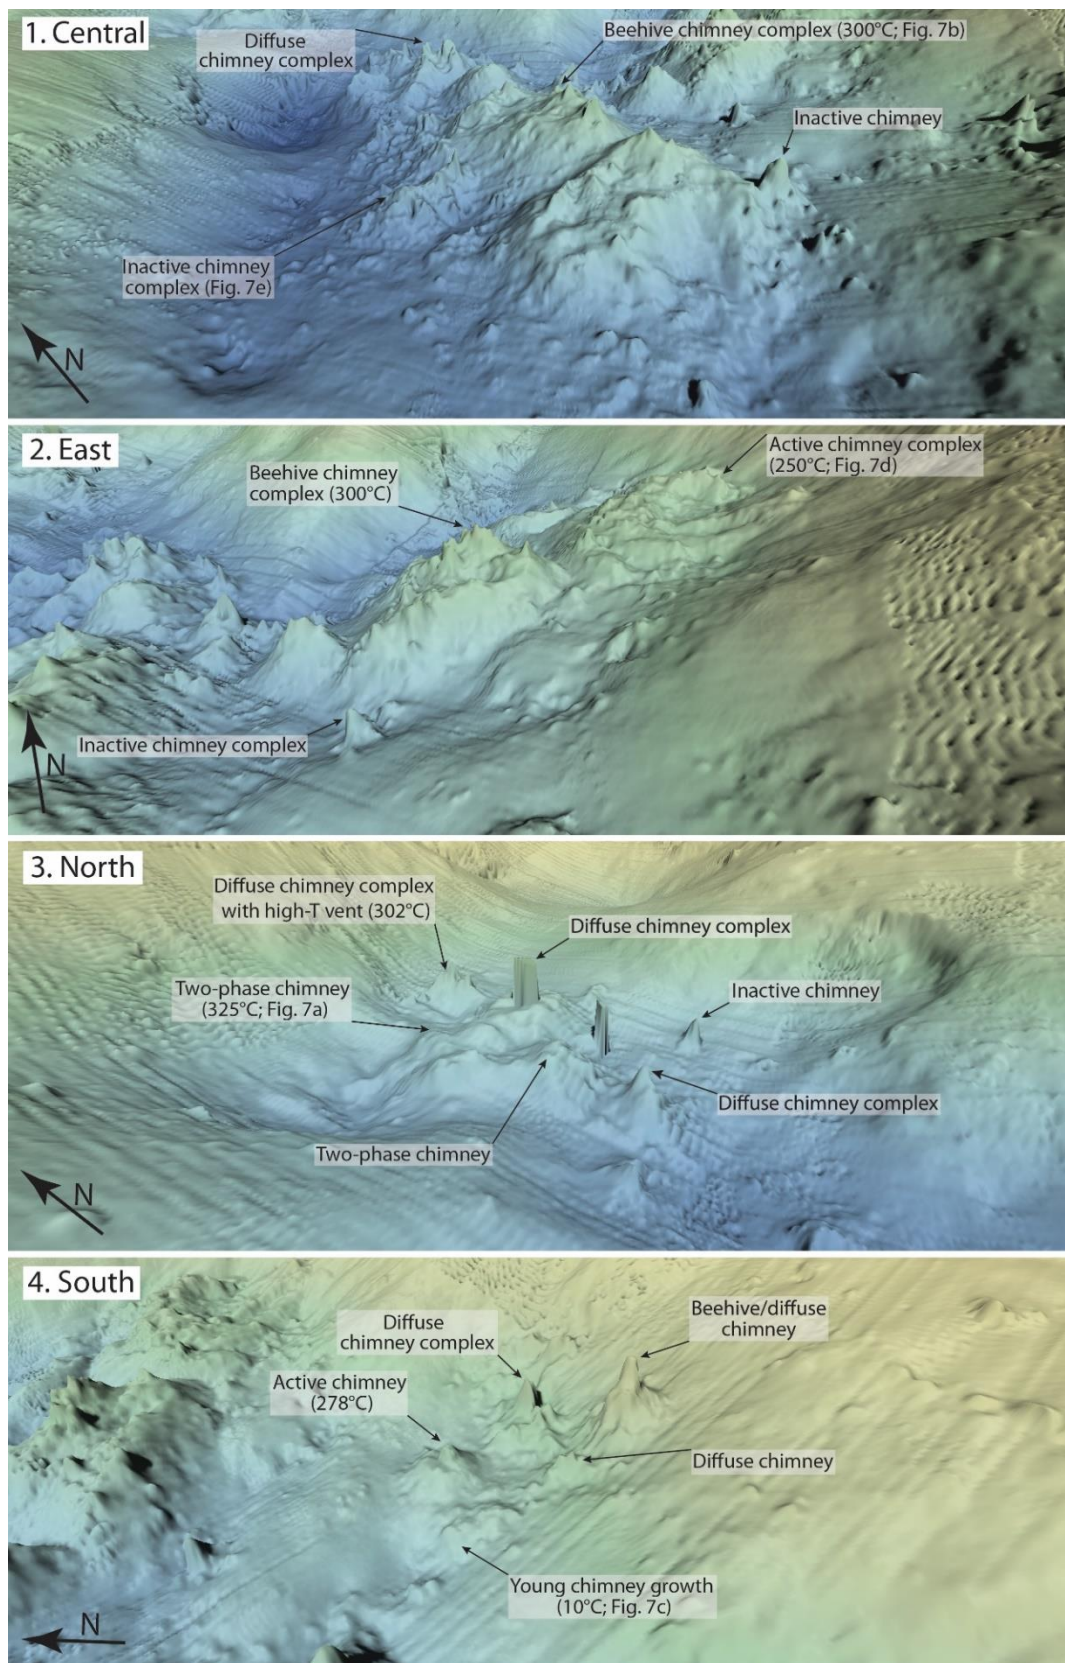 1. Central
Diffuse
chimney complex
Beehive chimney complex (300°C; Fig. 7b)
Inactive chimney
Inactive chimney
complex (Fig. 7e)
N
2. East
Active chimney complex
(250°C; Fig. 7d)
Beehive chimney
complex (300°C)
Inactive chimney complex
N
3. North
Diffuse chimney complex
with high-T vent (302°C)
Diffuse chimney complex
Two-phase chimney
(325°C; Fig. 7a)
Inactive chimney
Diffuse chimney complex
Two-phase chimney
N
4. South
Beehive/diffuse
chimney
Diffuse
chimney complex
Active chimney
(278°C)
Diffuse chimney
Young chimney growth
(10°C; Fig. 7c)
N